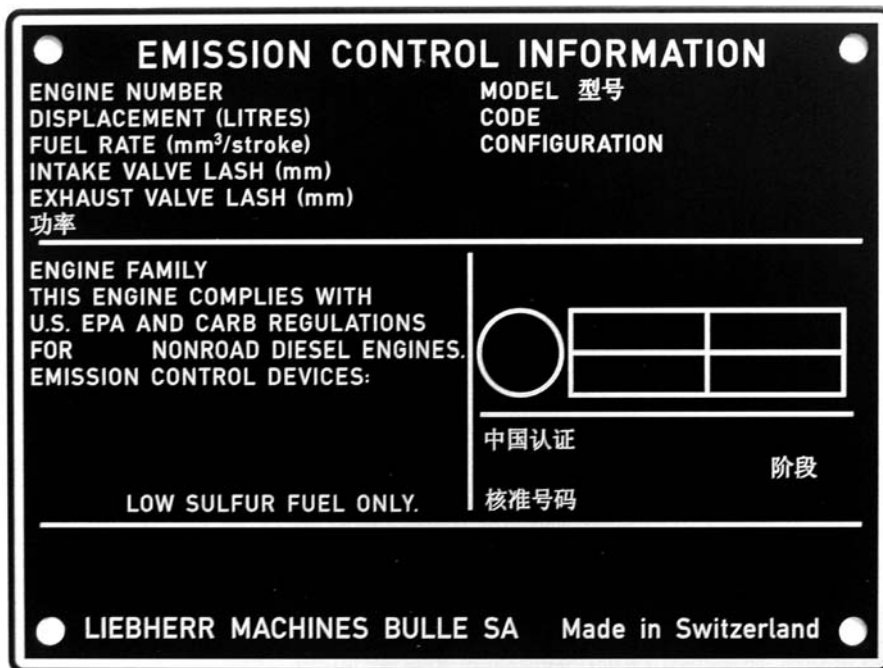 EMISSION CONTROL INFORMATION
ENGINE NUMBER
DISPLACEMENT (LITRES)
FUEL RATE (mm³/stroke)
INTAKE VALVE LASH (mm)
EXHAUST VALVE LASH (mm)
功率
MODEL 型号
CODE
CONFIGURATION
ENGINE FAMILY
THIS ENGINE COMPLIES WITH
U.S. EPA AND CARB REGULATIONS
FOR NONROAD DIESEL ENGINES.
EMISSION CONTROL DEVICES:
LOW SULFUR FUEL ONLY.
中国认证
阶段
核准号码
LIEBHERR MACHINES BULLE SA Made in Switzerland